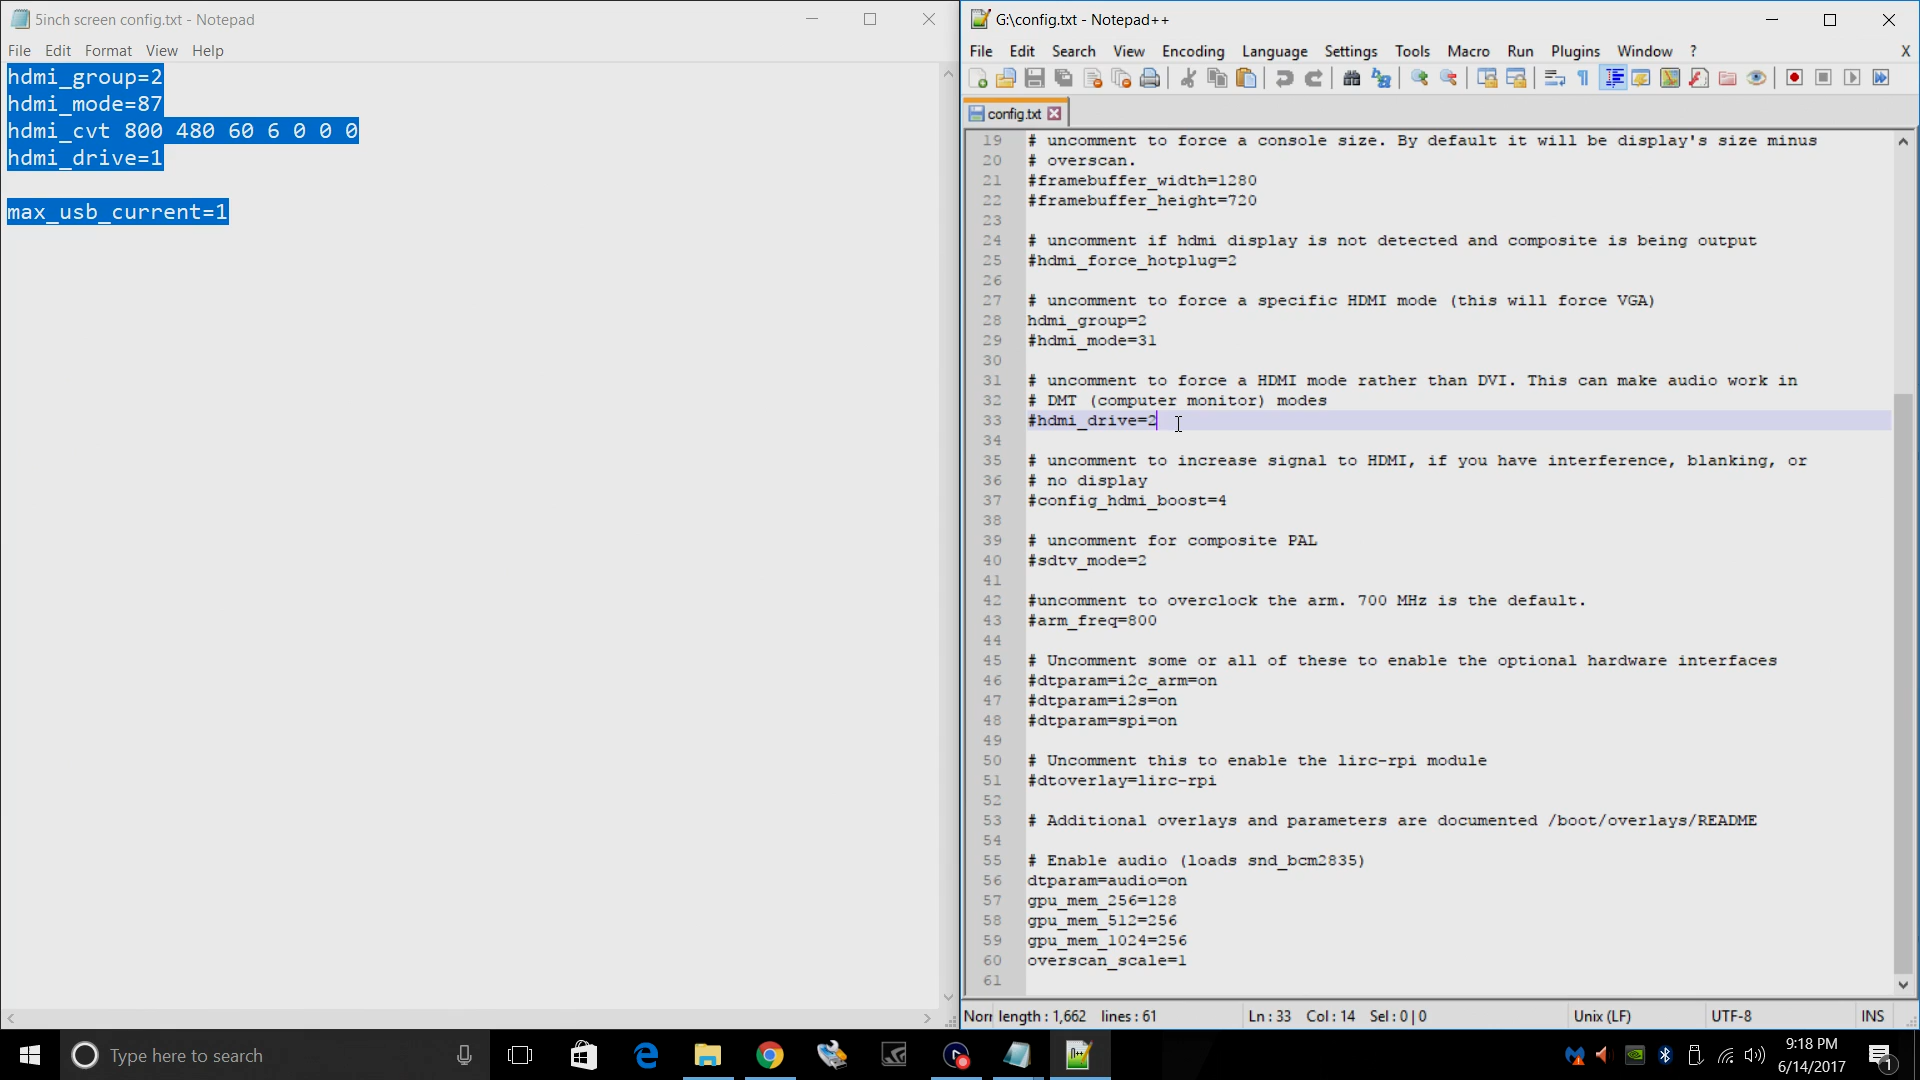 5inch screen config.txt - Notepad
File Edit Format View Help
hdmi_group=2
hdmi_mode=87
hdmi_cvt 800 480 60 6 0 0 0
hdmi_drive=1
max_usb_current=1
G:\config.txt - Notepad++
File Edit Search View Encoding Language Settings Tools Macro Run Plugins Window ? X
config.txt
19 # uncomment to force a console size. By default it will be display's size minus
20 # overscan.
21 #framebuffer_width=1280
22 #framebuffer_height=720
23
24 # uncomment if hdmi display is not detected and composite is being output
25 #hdmi_force_hotplug=2
26
27 # uncomment to force a specific HDMI mode (this will force VGA)
28 hdmi_group=2
29 #hdmi_mode=31
30
31 # uncomment to force a HDMI mode rather than DVI. This can make audio work in
32 # DMT (computer monitor) modes
33 #hdmi_drive=2
34
35 # uncomment to increase signal to HDMI, if you have interference, blanking, or
36 # no display
37 #config_hdmi_boost=4
38
39 # uncomment for composite PAL
40 #sdtv_mode=2
41
42 #uncomment to overclock the arm. 700 MHz is the default.
43 #arm_freq=800
44
45 # Uncomment some or all of these to enable the optional hardware interfaces
46 #dtparam=i2c_arm=on
47 #dtparam=i2s=on
48 #dtparam=spi=on
49
50 # Uncomment this to enable the lirc-rpi module
51 #dtoverlay=lirc-rpi
52
53 # Additional overlays and parameters are documented /boot/overlays/README
54
55 # Enable audio (loads snd_bcm2835)
56 dtparam=audio=on
57 gpu_mem_256=128
58 gpu_mem_512=256
59 gpu_mem_1024=256
60 overscan_scale=1
61
Norr length : 1,662 lines : 61 Ln : 33 Col : 14 Sel : 0 | 0 Unix (LF) UTF-8 INS
Type here to search
9:18 PM
6/14/2017
1